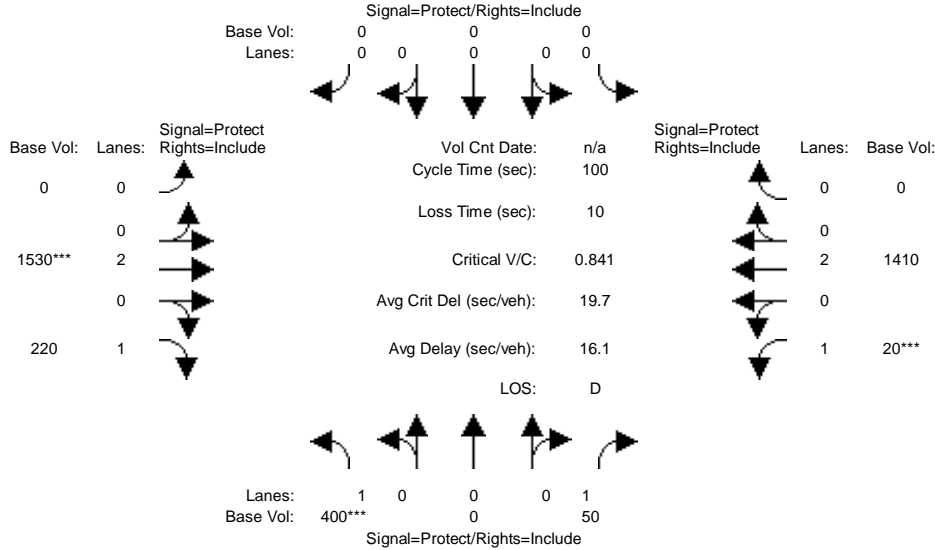 Signal=Protect/Rights=Include
Base Vol: 0 0 0
Lanes: 0 0 0 0 0
Signal=Protect Signal=Protect
Base Vol: Lanes: Rights=Include Vol Cnt Date: n/a Rights=Include Lanes: Base Vol:
Cycle Time (sec): 100
0 0 0 0
Loss Time (sec): 10
0 0
1530*** 2 Critical V/C: 0.841 2 1410
0 Avg Crit Del (sec/veh): 19.7 0
220 1 Avg Delay (sec/veh): 16.1 1 20***
LOS: D
Lanes: 1 0 0 0 1
Base Vol: 400*** 0 50
Signal=Protect/Rights=Include